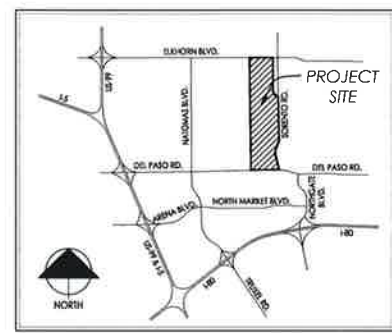 ELKHORN BLVD.
US-99
I-5
NATOMAS BLVD.
SORENTO RD.
PROJECT
SITE
DEL PASO RD.
DEL PASO RD.
NORTHGATE
BLVD.
NORTH MARKET BLVD.
ARENA BLVD.
US-99 & I-5
I-80
I-80
TRUXEL RD.
NORTH